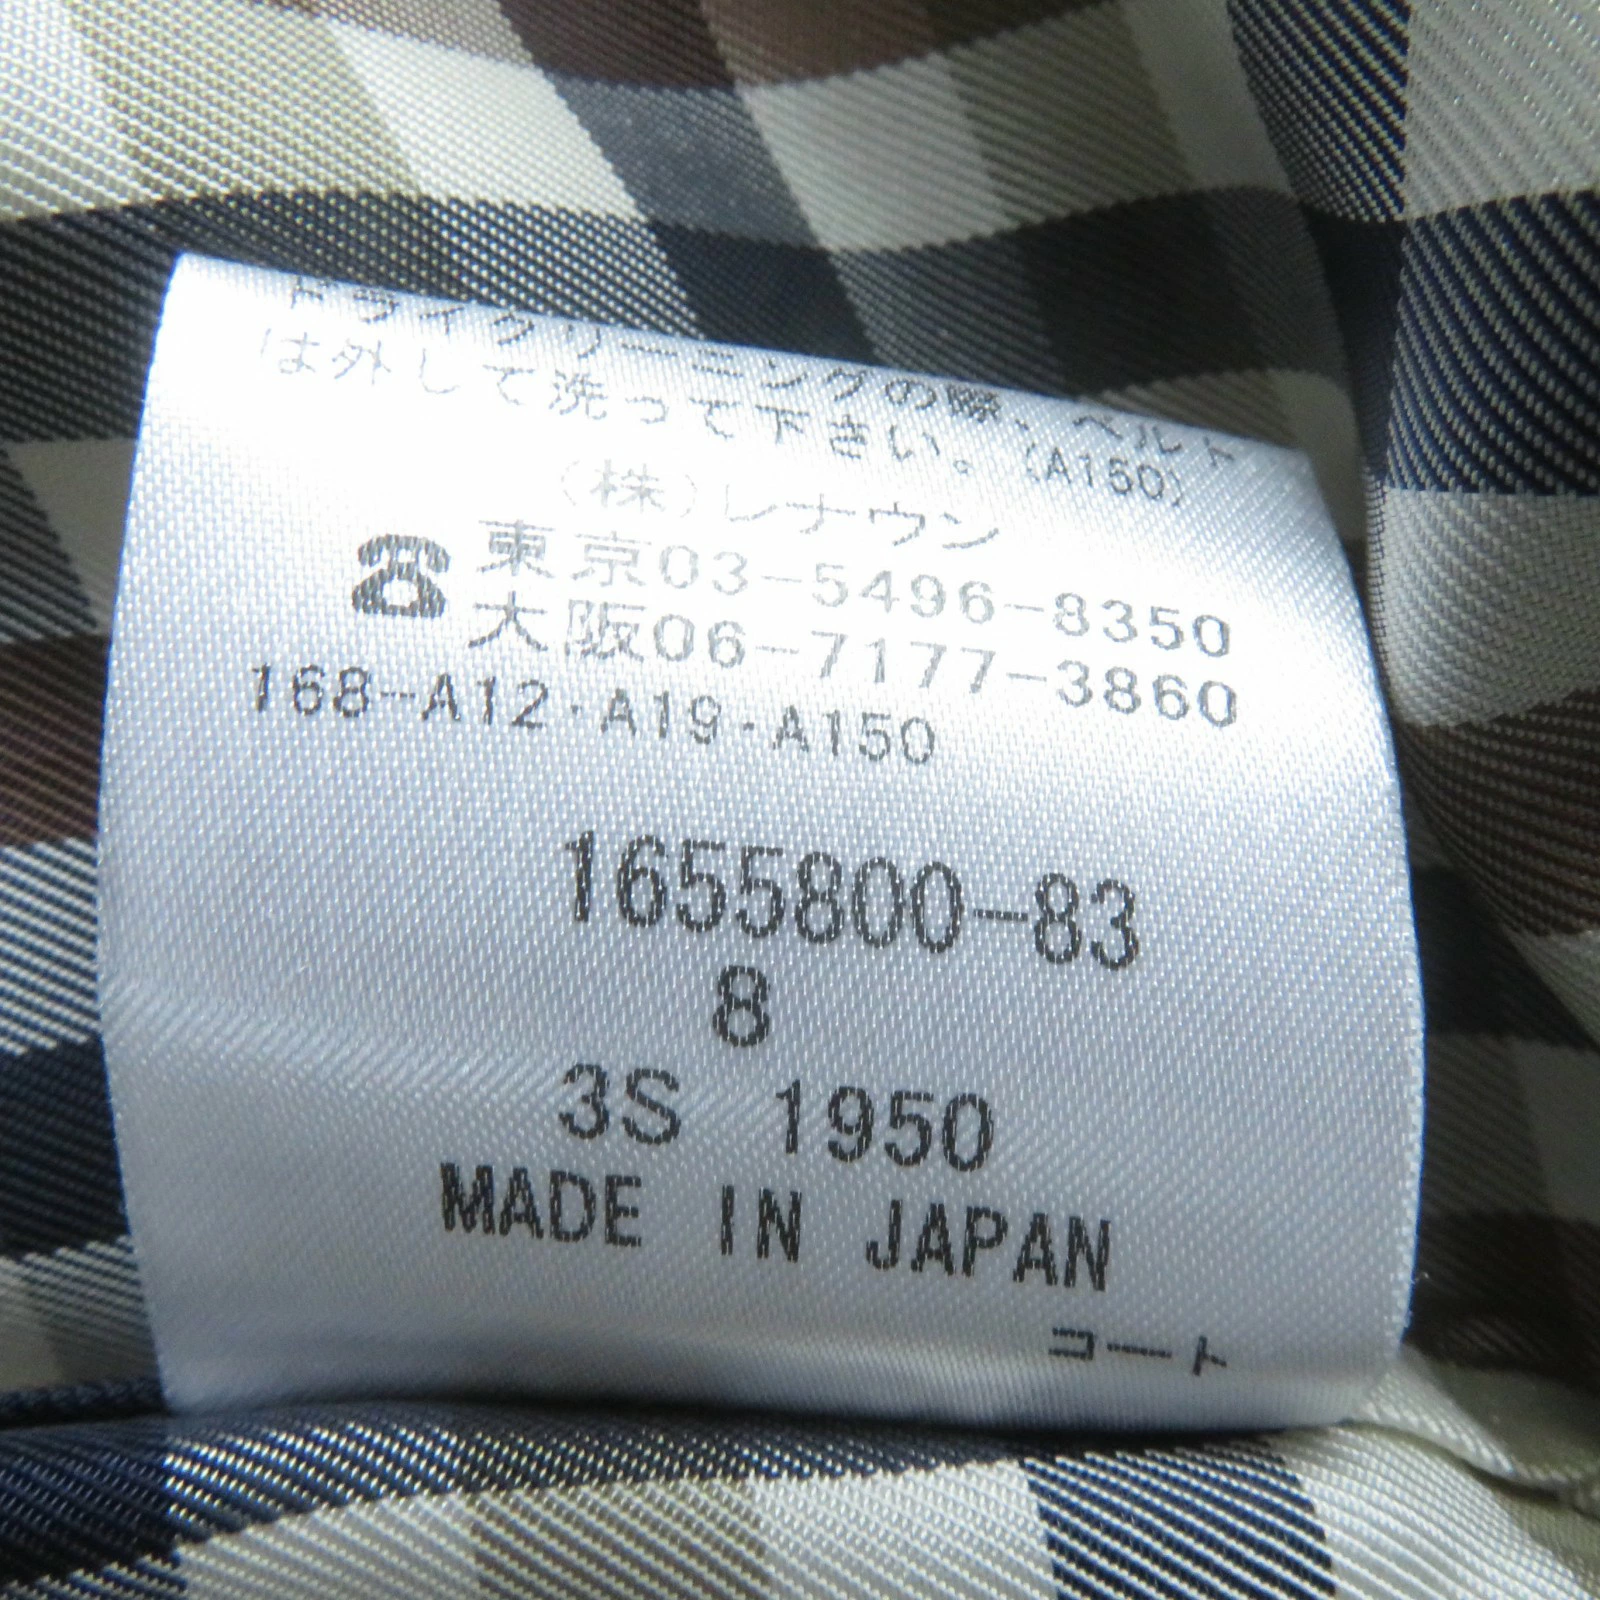 ドライクリーニングの際、ベルト
は外して洗って下さい。(A150)
(株)レナウン
☎東京03-5496-8350
大阪06-7177-3860
168-A12·A19·A150
1655800-83
8
3S 1950
MADE IN JAPAN
コート